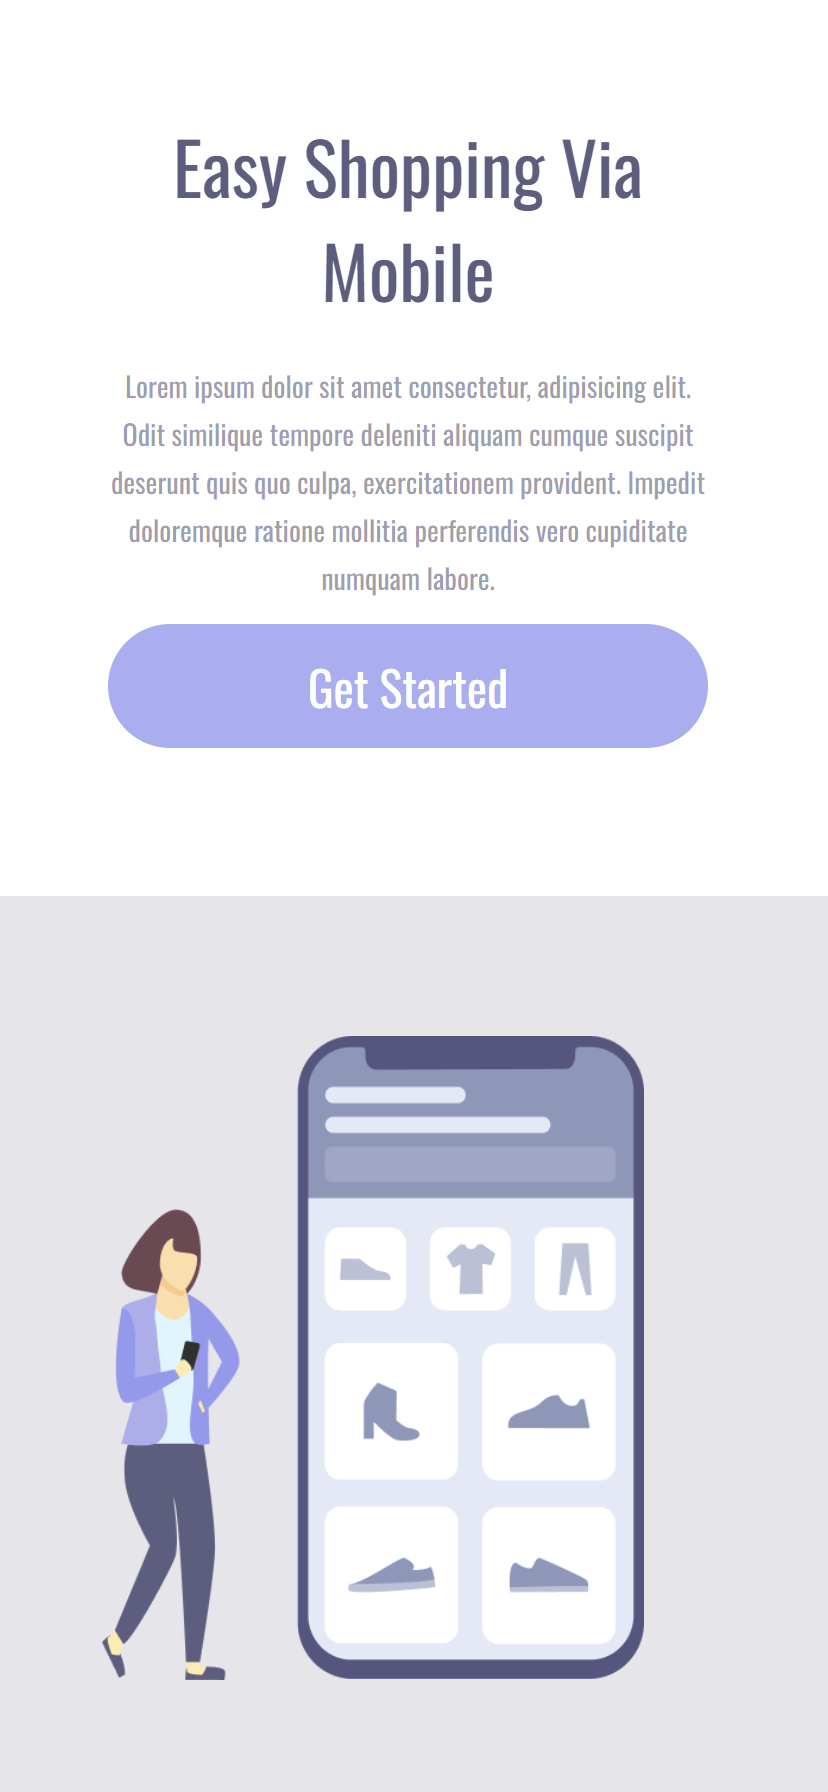 Easy Shopping Via
Mobile
Lorem ipsum dolor sit amet consectetur, adipisicing elit.
Odit similique tempore deleniti aliquam cumque suscipit
deserunt quis quo culpa, exercitationem provident. Impedit
doloremque ratione mollitia perferendis vero cupiditate
numquam labore.
Get Started